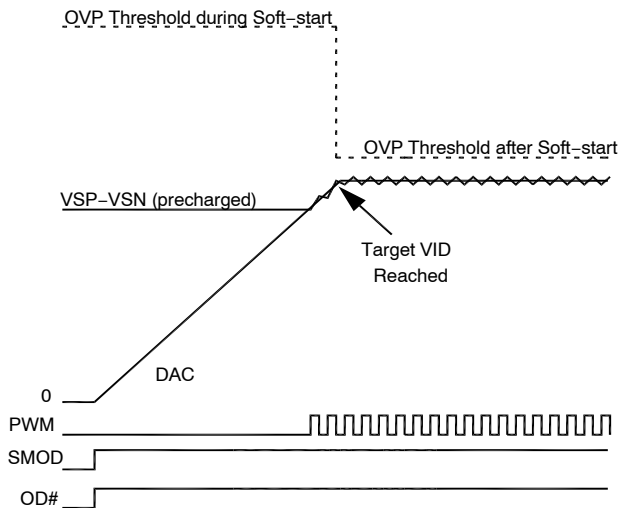 OVP Threshold during Soft−start
OVP Threshold after Soft−start
VSP−VSN (precharged)
Target VID
Reached
DAC
0
PWM
SMOD
OD#